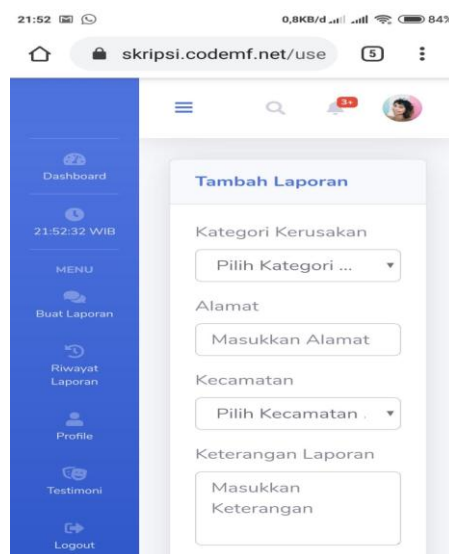 21:52 0,8KB/d 84%
skripsi.codemf.net/use 5
3+
Dashboard
21:52:32 WIB
MENU
Buat Laporan
Riwayat
Laporan
Profile
Testimoni
Logout
Tambah Laporan
Kategori Kerusakan
Pilih Kategori ...
Alamat
Masukkan Alamat
Kecamatan
Pilih Kecamatan .
Keterangan Laporan
Masukkan
Keterangan